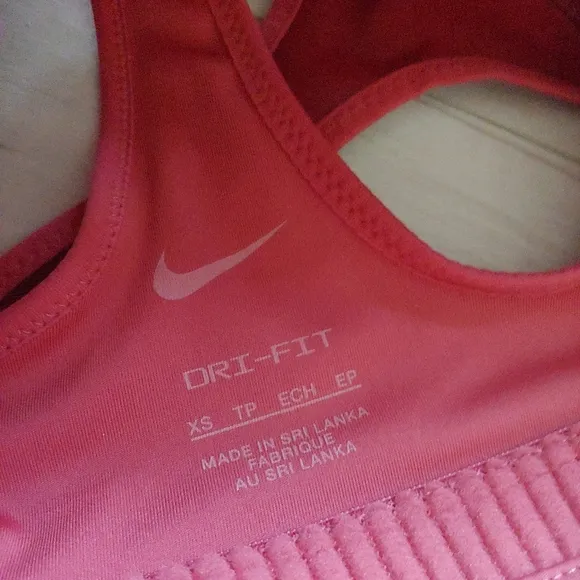 DRI-FIT
XS TP ECH EP
MADE IN SRI LANKA
FABRIQUE
AU SRI LANKA